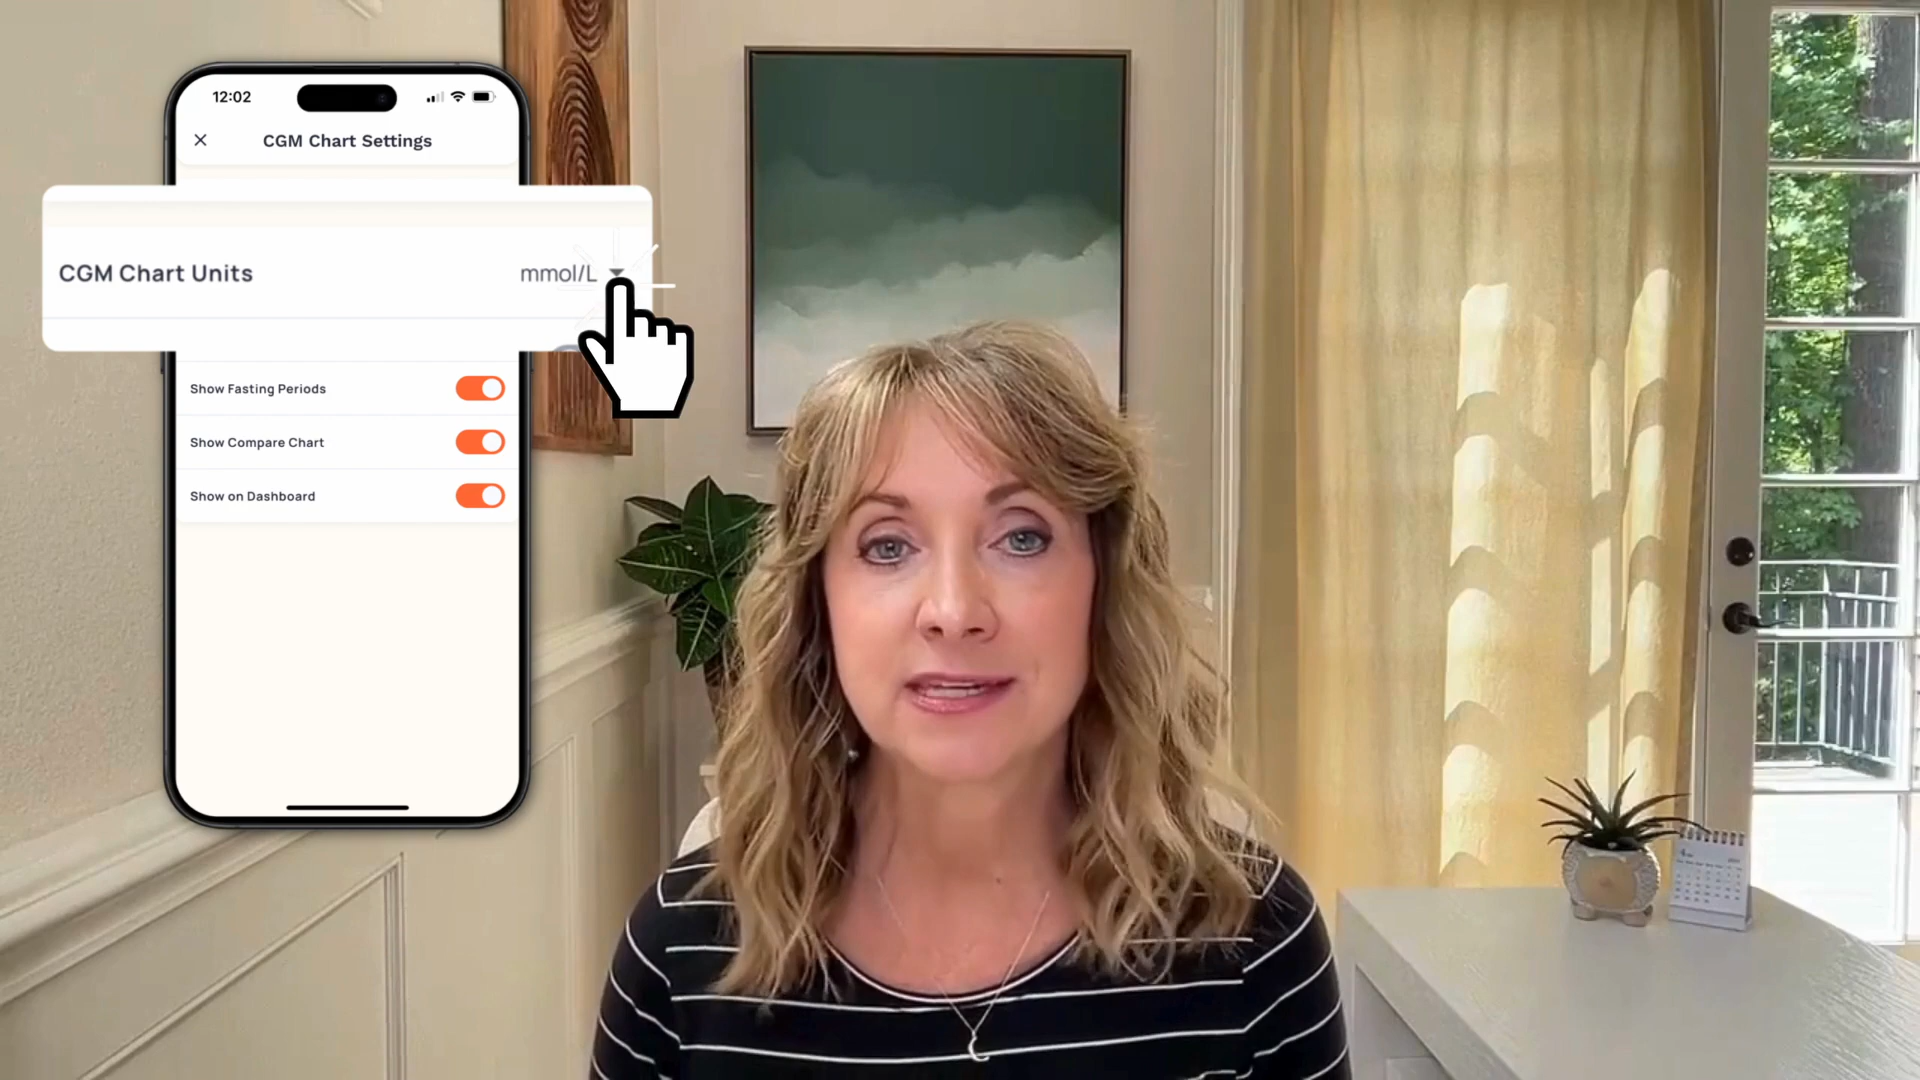 12:02
CGM Chart Settings
CGM Chart Units
mmol/L
Show Fasting Periods
Show Compare Chart
Show on Dashboard